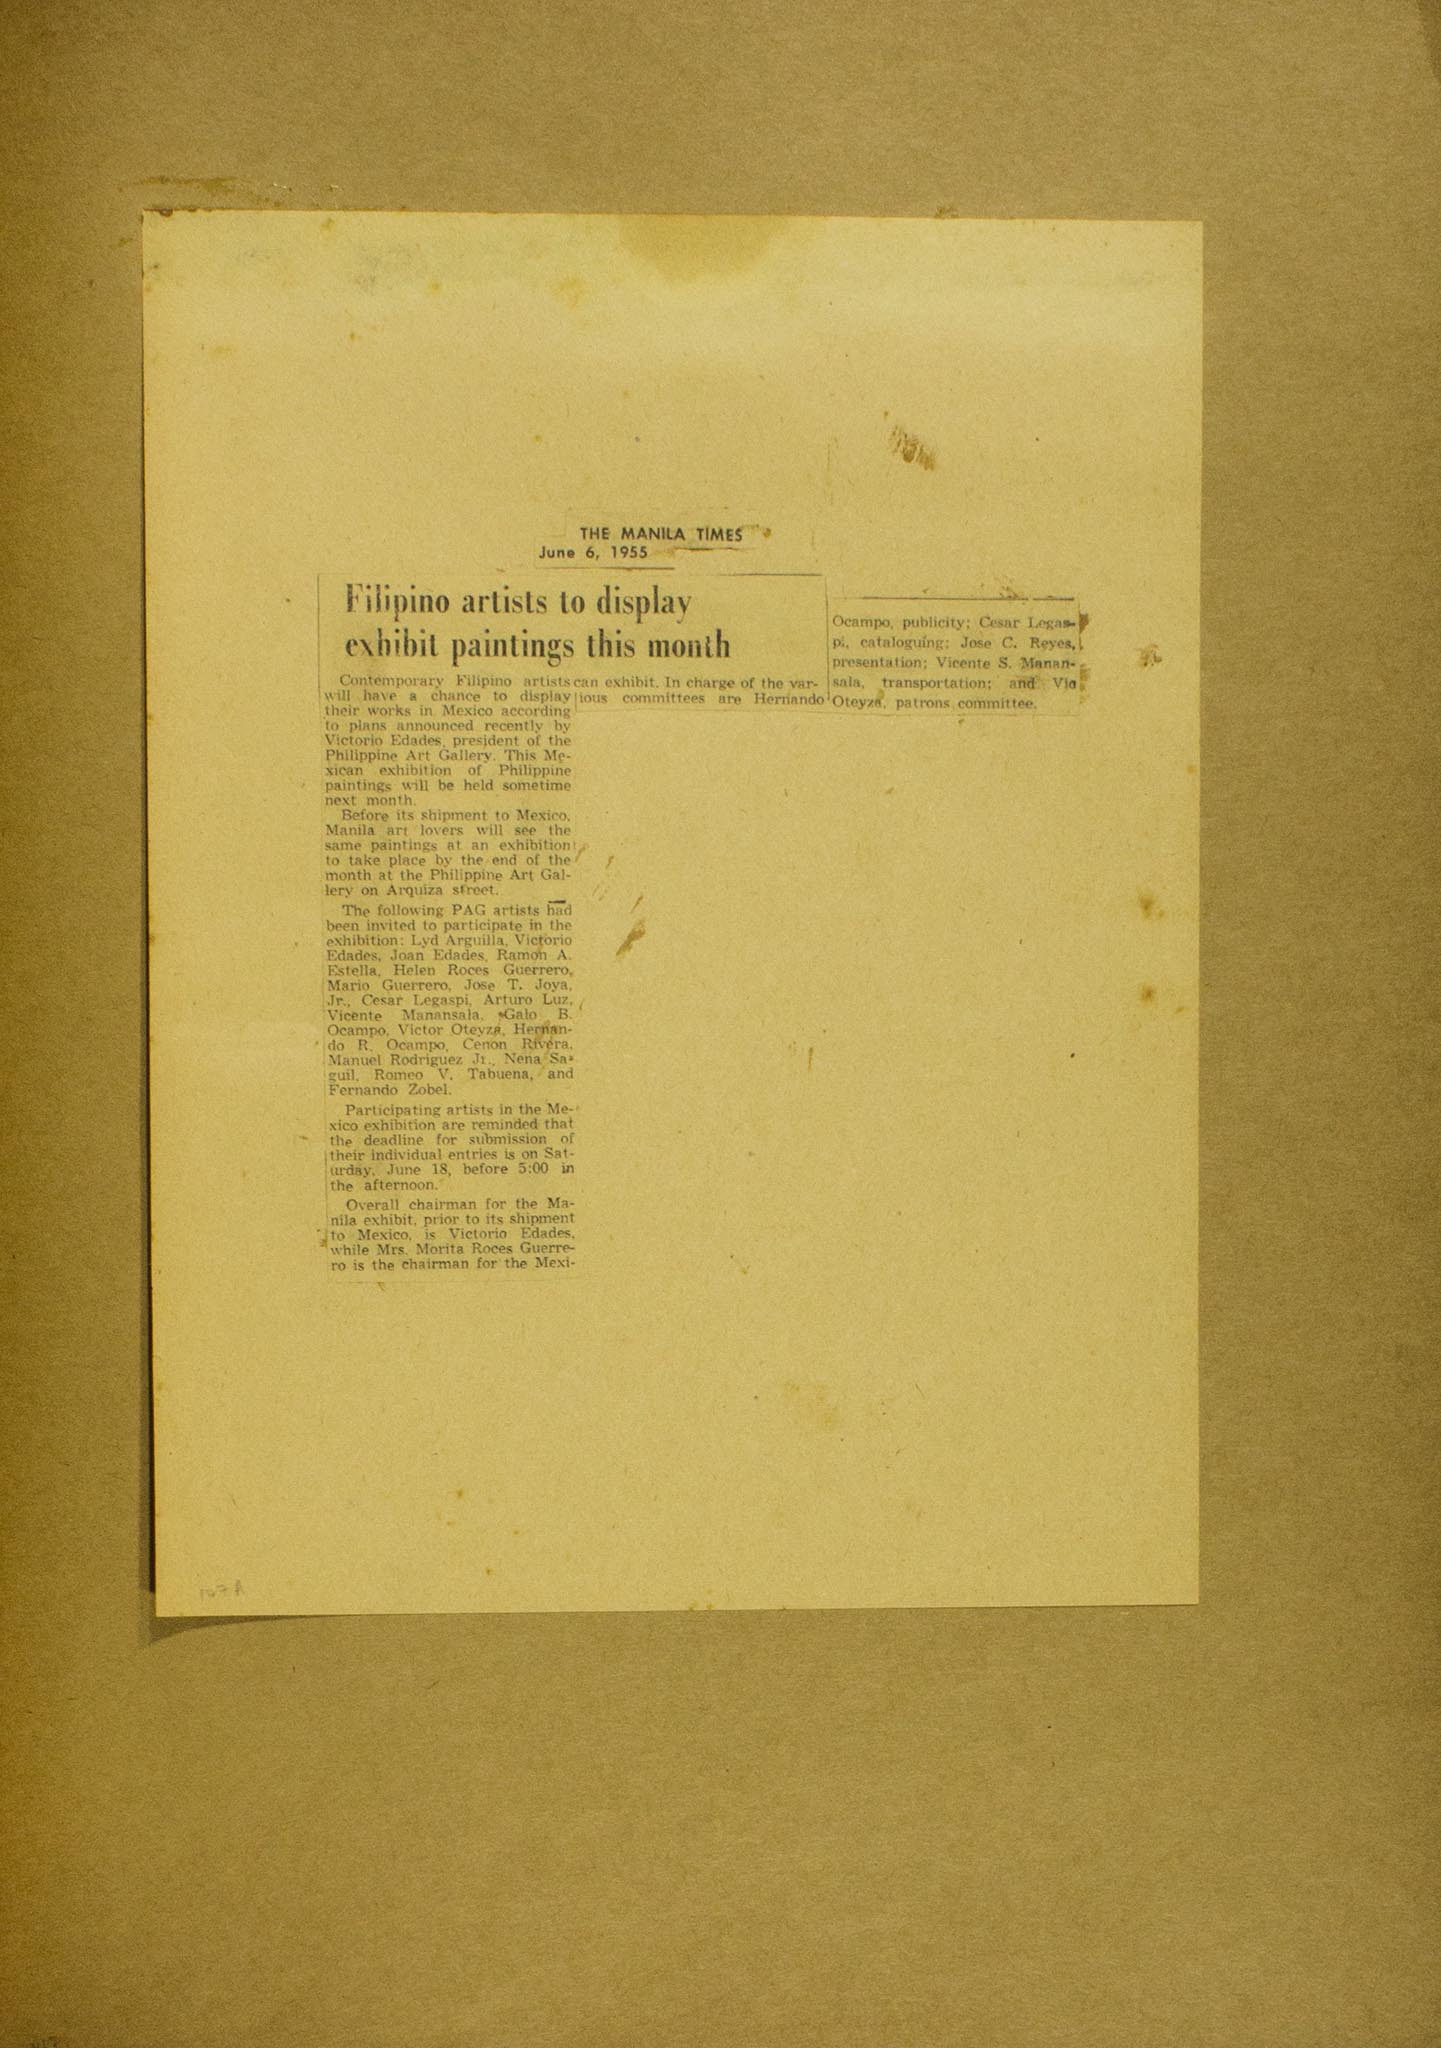 THE MANILA TIMES
June 6, 1955
Filipino artists to display
exhibit paintings this month
Contemporary Filipino artists
will have a chance to display
their works in Mexico according
to plans announced recently by
Victorio Edades, president of the
Philippine Art Gallery. This Me-
xican exhibition of Philippine
paintings will be held sometime
next month.
Before its shipment to Mexico,
Manila art lovers will see the
same paintings at an exhibition
to take place by the end of the
month at the Philippine Art Gal-
lery on Arquiza street.
The following PAG artists had
been invited to participate in the
exhibition: Lyd Arguilla, Victorio
Edades, Joan Edades, Ramon A.
Estella, Helen Roces Guerrero,
Mario Guerrero, Jose T. Joya,
Jr., Cesar Legaspi, Arturo Luz,
Vicente Manansala, Galo B.
Ocampo, Victor Oteyza, Hernan-
do R. Ocampo, Cenon Rivera,
Manuel Rodriguez Jr., Nena Sa-
guil, Romeo V. Tabuena, and
Fernando Zobel.
Participating artists in the Me-
xico exhibition are reminded that
the deadline for submission of
their individual entries is on Sat-
urday, June 18, before 5:00 in
the afternoon.
Overall chairman for the Ma-
nila exhibit, prior to its shipment
to Mexico, is Victorio Edades,
while Mrs. Morita Roces Guerre-
ro is the chairman for the Mexi-
can exhibit. In charge of the var-
ious committees are Hernando
Ocampo, publicity; Cesar Legas-
pi, cataloguing; Jose C. Reyes,
presentation; Vicente S. Manan-
sala, transportation; and Vic
Oteyza, patrons committee.